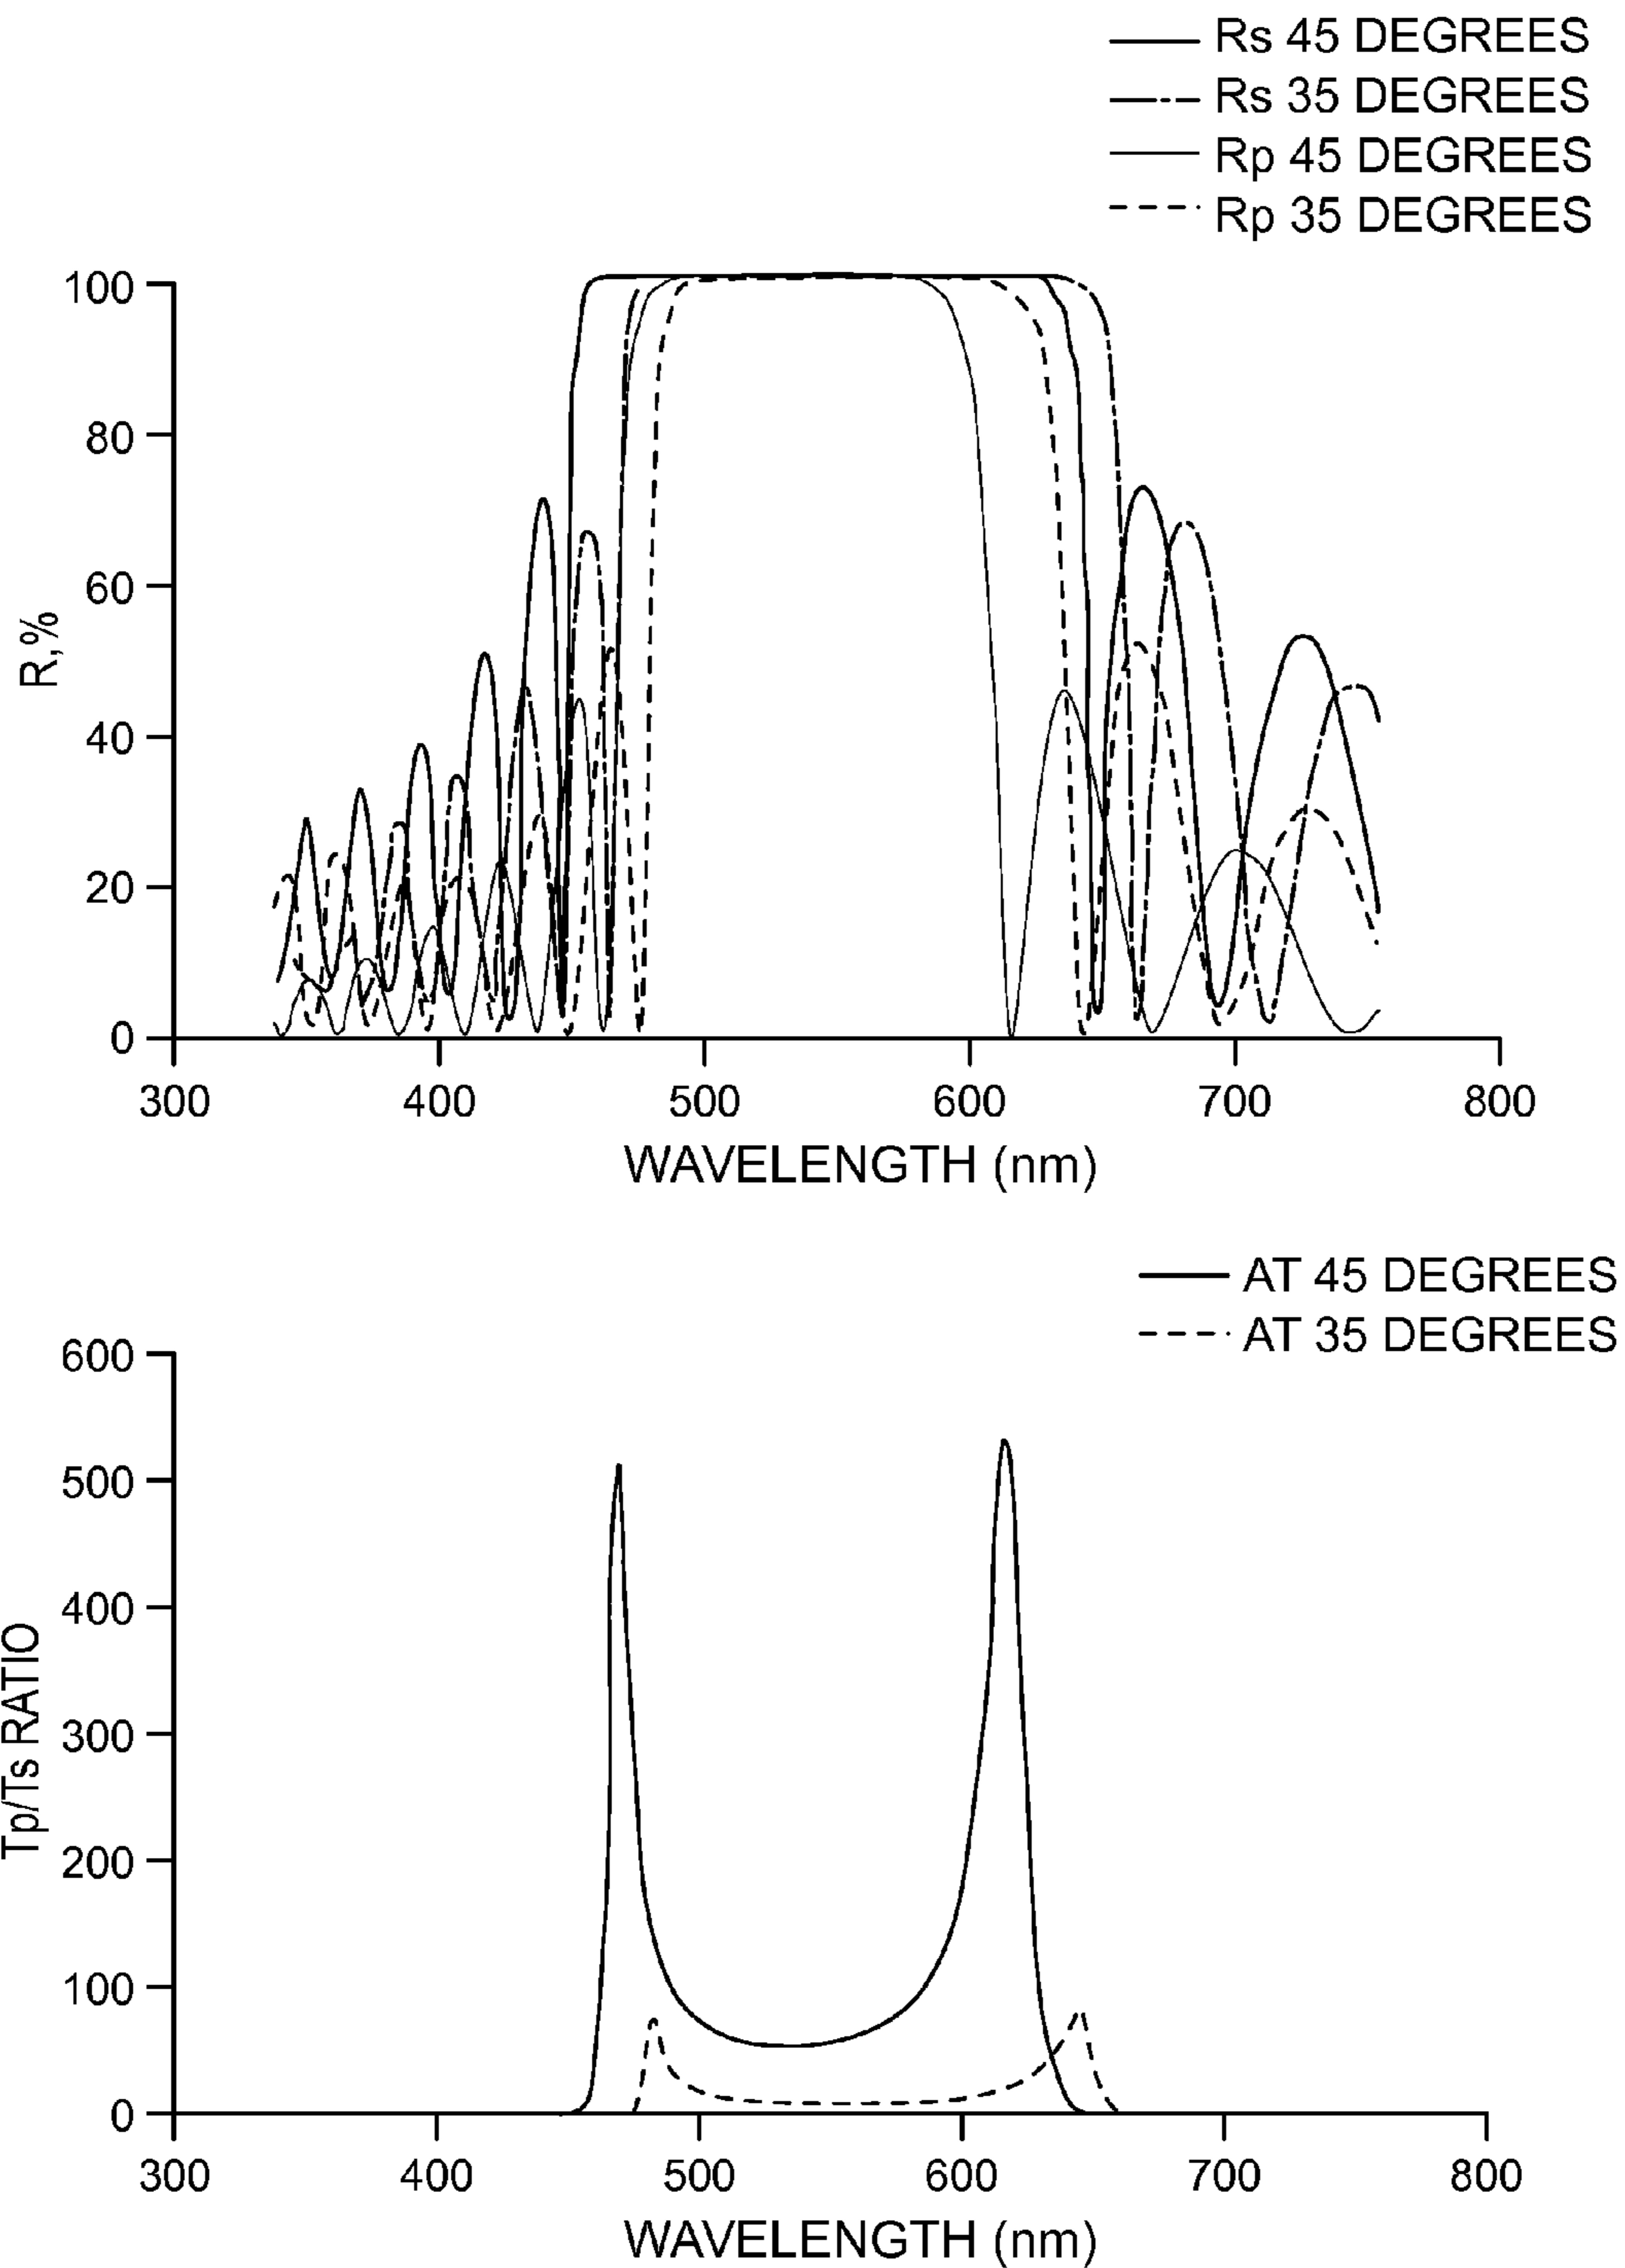 Rs 45 DEGREES
Rs 35 DEGREES
Rp 45 DEGREES
Rp 35 DEGREES
100
80
60
40
20
0
R,%
300 400 500 600 700 800
WAVELENGTH (nm)
AT 45 DEGREES
AT 35 DEGREES
600
500
400
300
200
100
0
Tp/Ts RATIO
300 400 500 600 700 800
WAVELENGTH (nm)